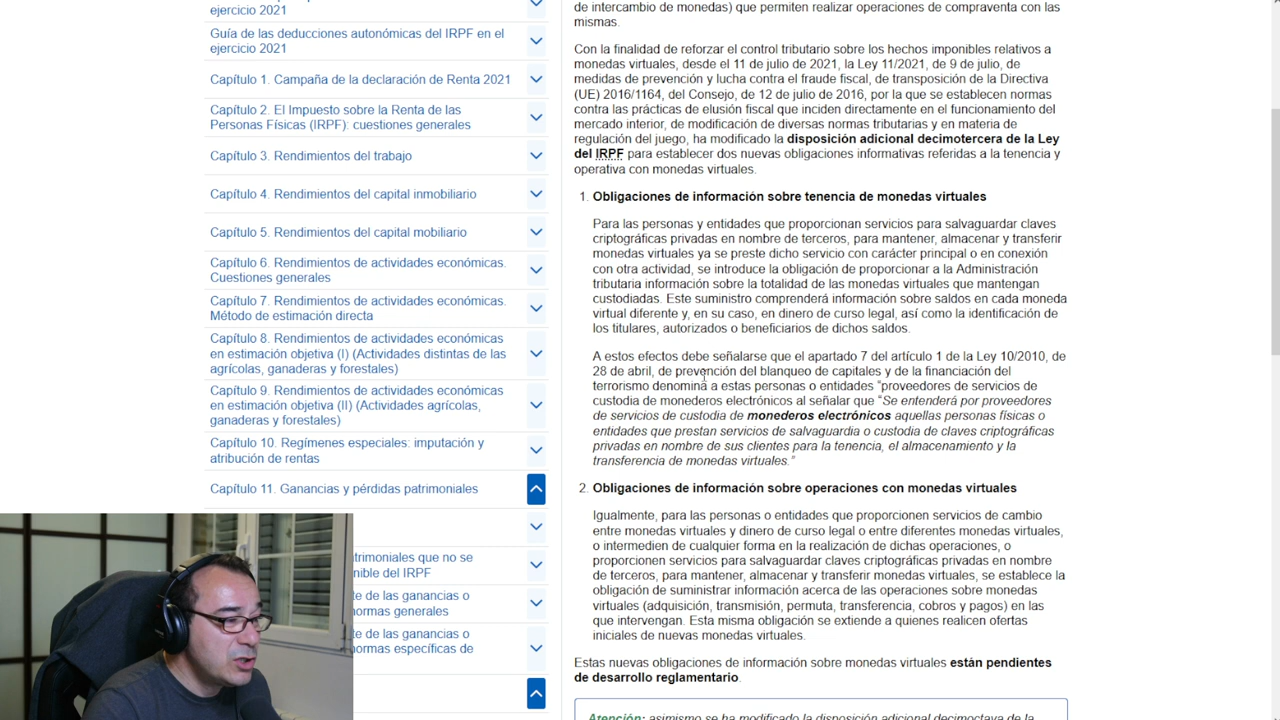 ejercicio 2021
Guía de las deducciones autonómicas del IRPF en el
ejercicio 2021
Capítulo 1. Campaña de la declaración de Renta 2021
Capítulo 2. El Impuesto sobre la Renta de las
Personas Físicas (IRPF): cuestiones generales
Capítulo 3. Rendimientos del trabajo
Capítulo 4. Rendimientos del capital inmobiliario
Capítulo 5. Rendimientos del capital mobiliario
Capítulo 6. Rendimientos de actividades económicas.
Cuestiones generales
Capítulo 7. Rendimientos de actividades económicas.
Método de estimación directa
Capítulo 8. Rendimientos de actividades económicas
en estimación objetiva (I) (Actividades distintas de las
agrícolas, ganaderas y forestales)
Capítulo 9. Rendimientos de actividades económicas
en estimación objetiva (II) (Actividades agrícolas,
ganaderas y forestales)
Capítulo 10. Regímenes especiales: imputación y
atribución de rentas
Capítulo 11. Ganancias y pérdidas patrimoniales
trimoniales que no se
nible del IRPF
te de las ganancias o
normas generales
te de las ganancias o
normas específicas de
de intercambio de monedas) que permiten realizar operaciones de compraventa con las
mismas.
Con la finalidad de reforzar el control tributario sobre los hechos imponibles relativos a
monedas virtuales, desde el 11 de julio de 2021, la Ley 11/2021, de 9 de julio, de
medidas de prevención y lucha contra el fraude fiscal, de transposición de la Directiva
(UE) 2016/1164, del Consejo, de 12 de julio de 2016, por la que se establecen normas
contra las prácticas de elusión fiscal que inciden directamente en el funcionamiento del
mercado interior, de modificación de diversas normas tributarias y en materia de
regulación del juego, ha modificado la disposición adicional decimotercera de la Ley
del IRPF para establecer dos nuevas obligaciones informativas referidas a la tenencia y
operativa con monedas virtuales.
1. Obligaciones de información sobre tenencia de monedas virtuales
Para las personas y entidades que proporcionan servicios para salvaguardar claves
criptográficas privadas en nombre de terceros, para mantener, almacenar y transferir
monedas virtuales ya se preste dicho servicio con carácter principal o en conexión
con otra actividad, se introduce la obligación de proporcionar a la Administración
tributaria información sobre la totalidad de las monedas virtuales que mantengan
custodiadas. Este suministro comprenderá información sobre saldos en cada moneda
virtual diferente y, en su caso, en dinero de curso legal, así como la identificación de
los titulares, autorizados o beneficiarios de dichos saldos.
A estos efectos debe señalarse que el apartado 7 del artículo 1 de la Ley 10/2010, de
28 de abril, de prevención del blanqueo de capitales y de la financiación del
terrorismo denomina a estas personas o entidades “proveedores de servicios de
custodia de monederos electrónicos al señalar que “Se entenderá por proveedores
de servicios de custodia de monederos electrónicos aquellas personas físicas o
entidades que prestan servicios de salvaguardia o custodia de claves criptográficas
privadas en nombre de sus clientes para la tenencia, el almacenamiento y la
transferencia de monedas virtuales.”
2. Obligaciones de información sobre operaciones con monedas virtuales
Igualmente, para las personas o entidades que proporcionen servicios de cambio
entre monedas virtuales y dinero de curso legal o entre diferentes monedas virtuales,
o intermedien de cualquier forma en la realización de dichas operaciones, o
proporcionen servicios para salvaguardar claves criptográficas privadas en nombre
de terceros, para mantener, almacenar y transferir monedas virtuales, se establece la
obligación de suministrar información acerca de las operaciones sobre monedas
virtuales (adquisición, transmisión, permuta, transferencia, cobros y pagos) en las
que intervengan. Esta misma obligación se extiende a quienes realicen ofertas
iniciales de nuevas monedas virtuales.
Estas nuevas obligaciones de información sobre monedas virtuales están pendientes
de desarrollo reglamentario.
Atención: asimismo se ha modificado la disposición adicional decimoctava de la